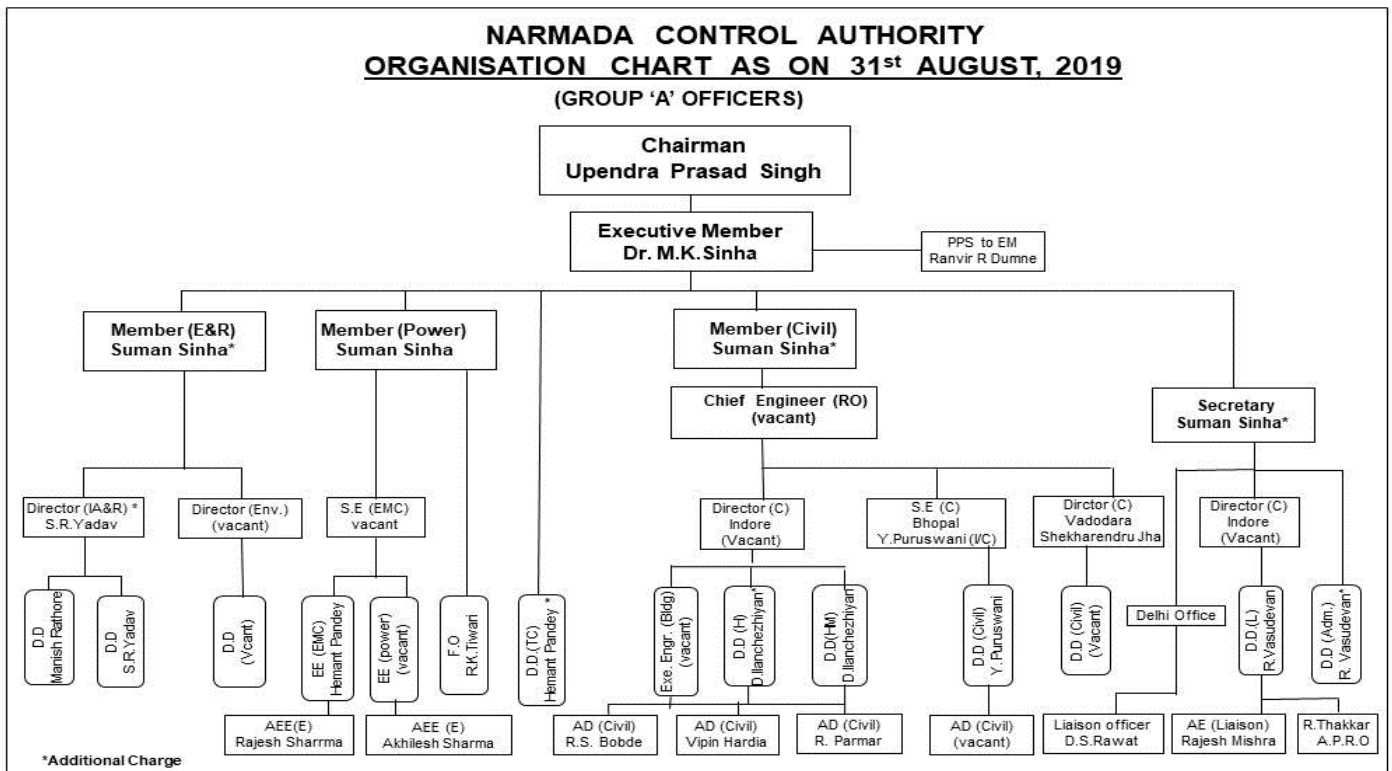 NARMADA CONTROL AUTHORITY
ORGANISATION CHART AS ON 31st AUGUST, 2019
(GROUP ‘A’ OFFICERS)
Chairman
Upendra Prasad Singh
Executive Member
Dr. M.K.Sinha
PPS to EM
Ranvir R Dumne
Member (E&R)
Suman Sinha*
Member (Power)
Suman Sinha
Member (Civil)
Suman Sinha*
Chief Engineer (RO)
(vacant)
Secretary
Suman Sinha*
Director (IA&R) *
S.R.Yadav
Director (Env.)
(vacant)
S.E (EMC)
vacant
Director (C)
Indore
(Vacant)
S.E (C)
Bhopal
Y.Puruswani (I/C)
Dirctor (C)
Vadodara
Shekharendru Jha
Director (C)
Indore
(Vacant)
D.D
Manish Rathore
D.D
S.R.Yadav
D.D
(Vcant)
EE (EMC)
Hemant Pandey
EE (power)
(vacant)
F.O
R.K.Tiwari
D.D.(TC)
Hemant Pandey *
Exe. Engr. (Bldg)
(vacant)
D.D (H)
D.Ilanchezhiyan*
D.D(HM)
D.Ilanchezhiyan*
D.D (Civil)
Y. Puruswani
D.D (Civil)
(Vacant)
Delhi Office
D.D.(L)
R.Vasudevan
D.D (Adm.)
R. Vasudevan*
AEE(E)
Rajesh Sharrma
AEE (E)
Akhilesh Sharma
AD (Civil)
R.S. Bobde
AD (Civil)
Vipin Hardia
AD (Civil)
R. Parmar
AD (Civil)
(vacant)
Liaison officer
D.S.Rawat
AE (Liaison)
Rajesh Mishra
R.Thakkar
A.P.R.O
*Additional Charge